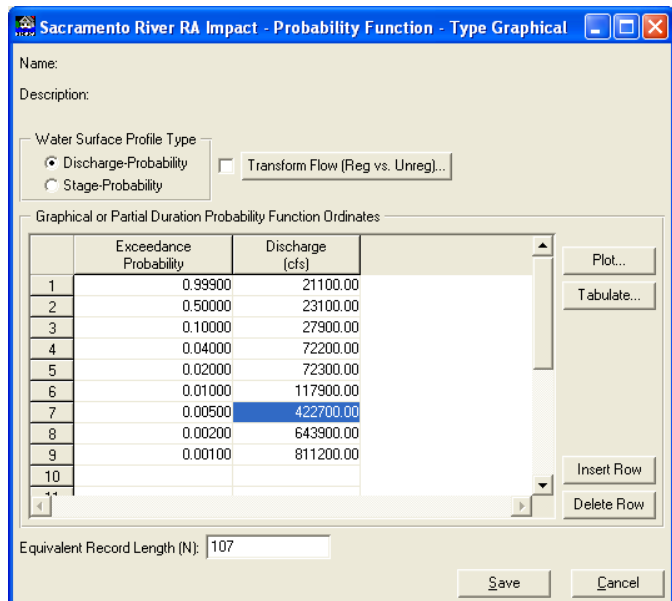 Sacramento River RA Impact - Probability Function - Type Graphical
Name:
Description:
Water Surface Profile Type
Discharge-Probability
Stage-Probability
Transform Flow (Reg vs. Unreg)...
Graphical or Partial Duration Probability Function Ordinates
Exceedance Probability Discharge (cfs)
1 0.99900 21100.00
2 0.50000 23100.00
3 0.10000 27900.00
4 0.04000 72200.00
5 0.02000 72300.00
6 0.01000 117900.00
7 0.00500 422700.00
8 0.00200 643900.00
9 0.00100 811200.00
10
Plot...
Tabulate...
Insert Row
Delete Row
Equivalent Record Length (N): 107
Save Cancel